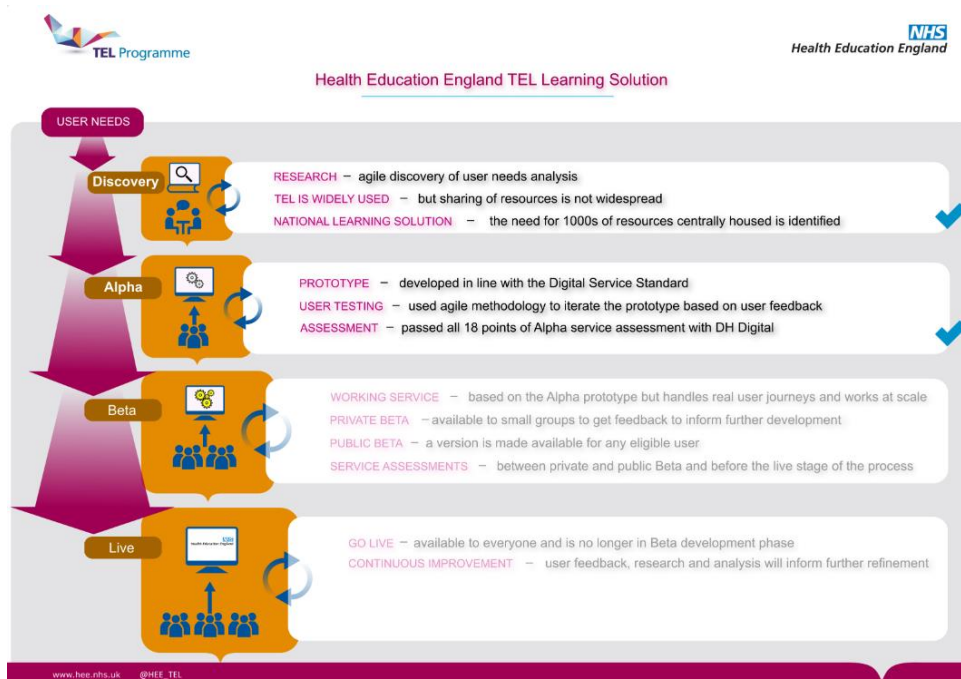 TEL Programme
NHS
Health Education England
Health Education England TEL Learning Solution
USER NEEDS
Discovery
RESEARCH – agile discovery of user needs analysis
TEL IS WIDELY USED – but sharing of resources is not widespread
NATIONAL LEARNING SOLUTION – the need for 1000s of resources centrally housed is identified
Alpha
PROTOTYPE – developed in line with the Digital Service Standard
USER TESTING – used agile methodology to iterate the prototype based on user feedback
ASSESSMENT – passed all 18 points of Alpha service assessment with DH Digital
Beta
WORKING SERVICE – based on the Alpha prototype but handles real user journeys and works at scale
PRIVATE BETA – available to small groups to get feedback to inform further development
PUBLIC BETA – a version is made available for any eligible user
SERVICE ASSESSMENTS – between private and public Beta and before the live stage of the process
Live
NHS
Health Education England
GO LIVE – available to everyone and is no longer in Beta development phase
CONTINUOUS IMPROVEMENT – user feedback, research and analysis will inform further refinement
www.hee.nhs.uk @HEE_TEL